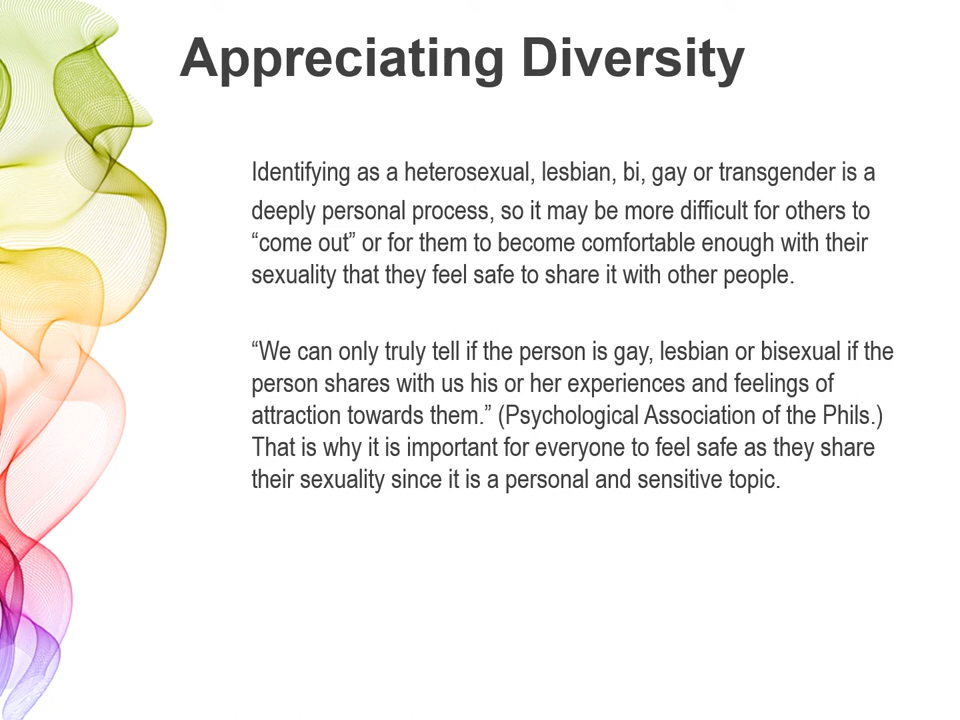 Appreciating Diversity
Identifying as a heterosexual, lesbian, bi, gay or transgender is a
deeply personal process, so it may be more difficult for others to
“come out” or for them to become comfortable enough with their
sexuality that they feel safe to share it with other people.
“We can only truly tell if the person is gay, lesbian or bisexual if the
person shares with us his or her experiences and feelings of
attraction towards them.” (Psychological Association of the Phils.)
That is why it is important for everyone to feel safe as they share
their sexuality since it is a personal and sensitive topic.